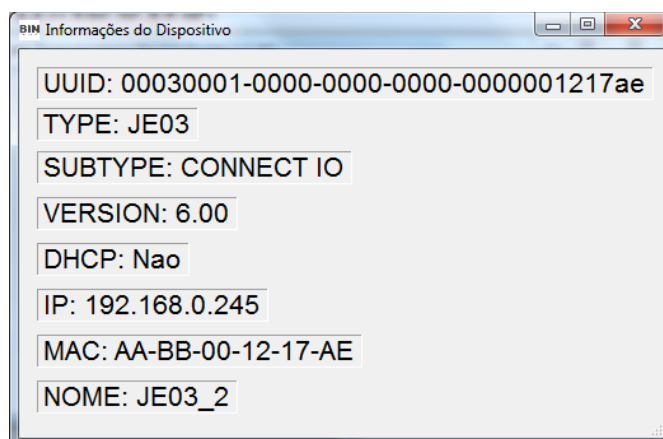 BIN Informações do Dispositivo
UUID: 00030001-0000-0000-0000-0000001217ae
TYPE: JE03
SUBTYPE: CONNECT IO
VERSION: 6.00
DHCP: Nao
IP: 192.168.0.245
MAC: AA-BB-00-12-17-AE
NOME: JE03_2